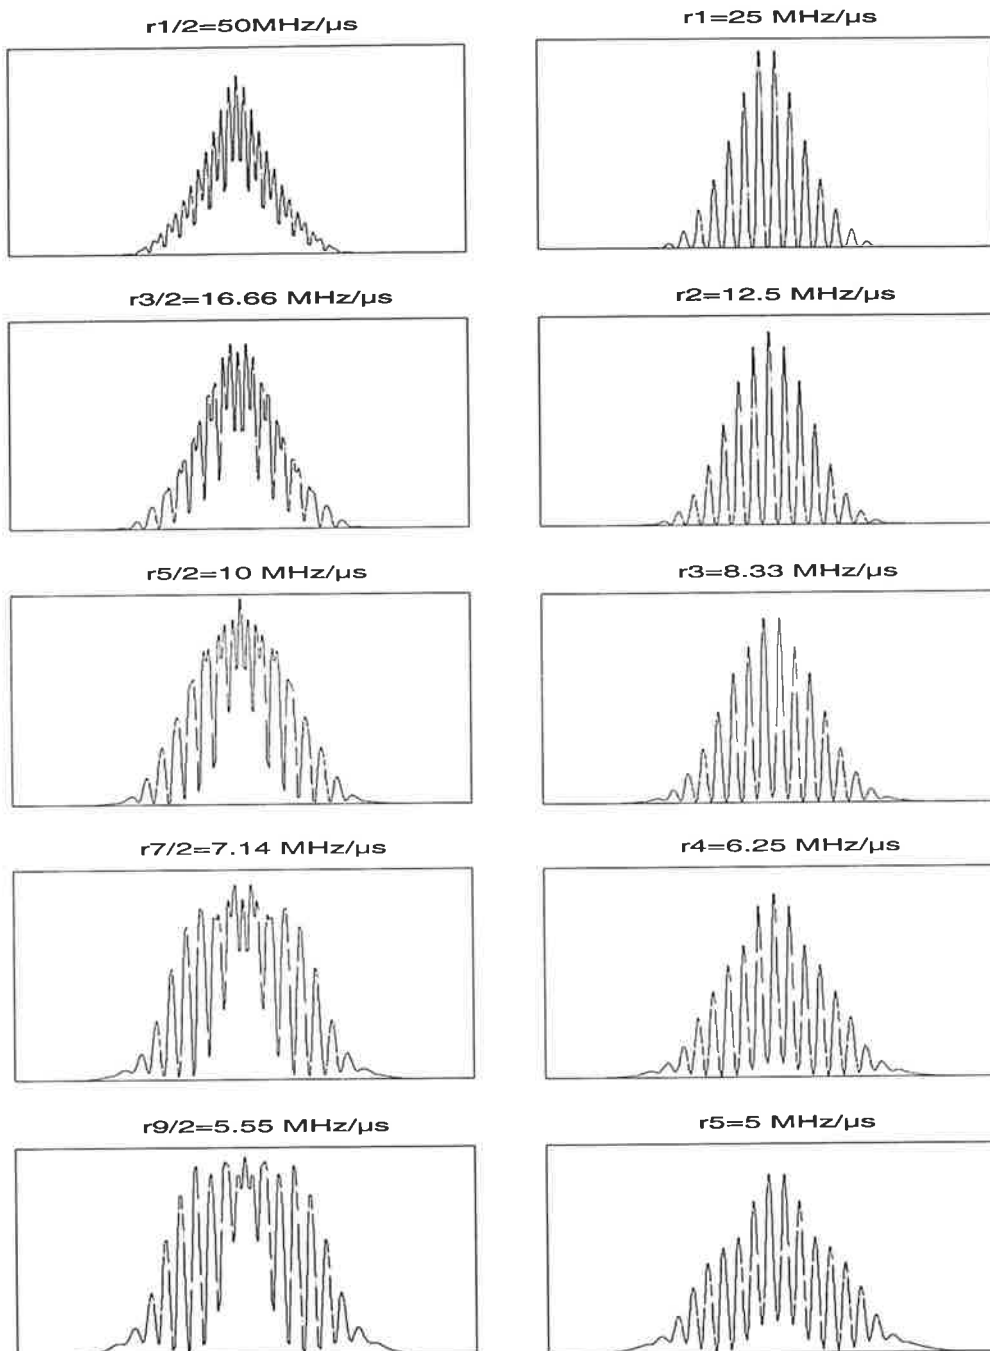 r1/2=50MHz/µs
r1=25 MHz/µs
r3/2=16.66 MHz/µs
r2=12.5 MHz/µs
r5/2=10 MHz/µs
r3=8.33 MHz/µs
r7/2=7.14 MHz/µs
r4=6.25 MHz/µs
r9/2=5.55 MHz/µs
r5=5 MHz/µs